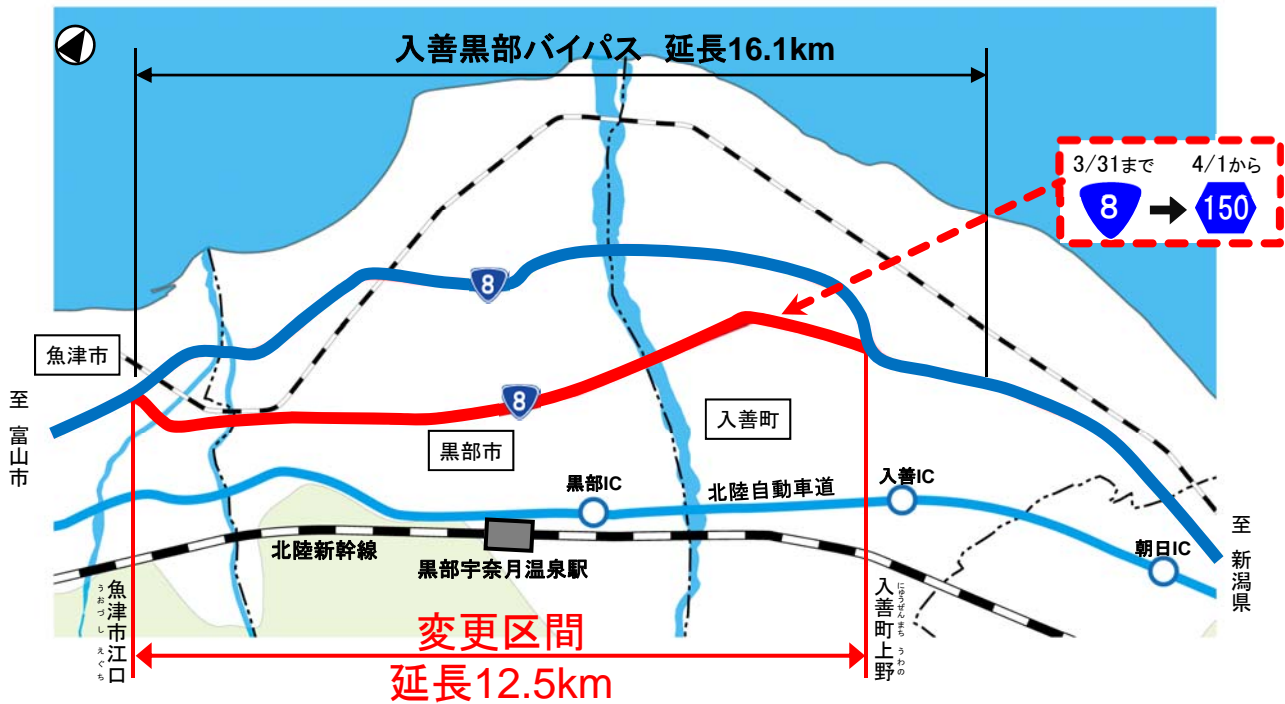 入善黒部バイパス 延長16.1km
3/31まで
4/1から
8
150
8
魚津市
8
至 富山市
黒部市
入善町
黒部IC
北陸自動車道
入善IC
北陸新幹線
黒部宇奈月温泉駅
朝日IC
至 新潟県
魚津市江口
うおづし えぐち
入善町上野
にゅうぜんまち うわの
変更区間
延長12.5km